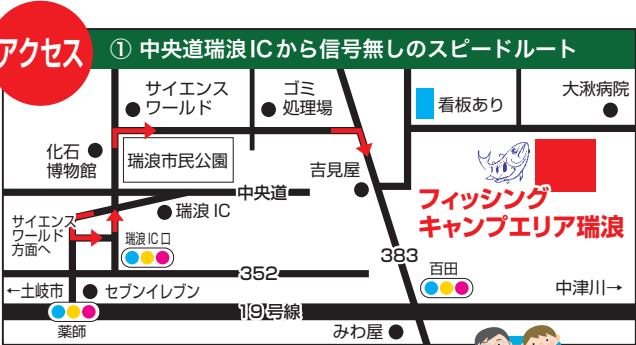 アクセス
① 中央道瑞浪ICから信号無しのスピードルート
サイエンス
ワールド
ゴミ
処理場
看板あり
大湫病院
化石
博物館
瑞浪市民公園
吉見屋
中央道
フィッシング
キャンプエリア瑞浪
サイエンス
ワールド
方面へ
瑞浪 IC
瑞浪IC口
352
383
百田
←土岐市
セブンイレブン
中津川→
19号線
薬師
みわ屋